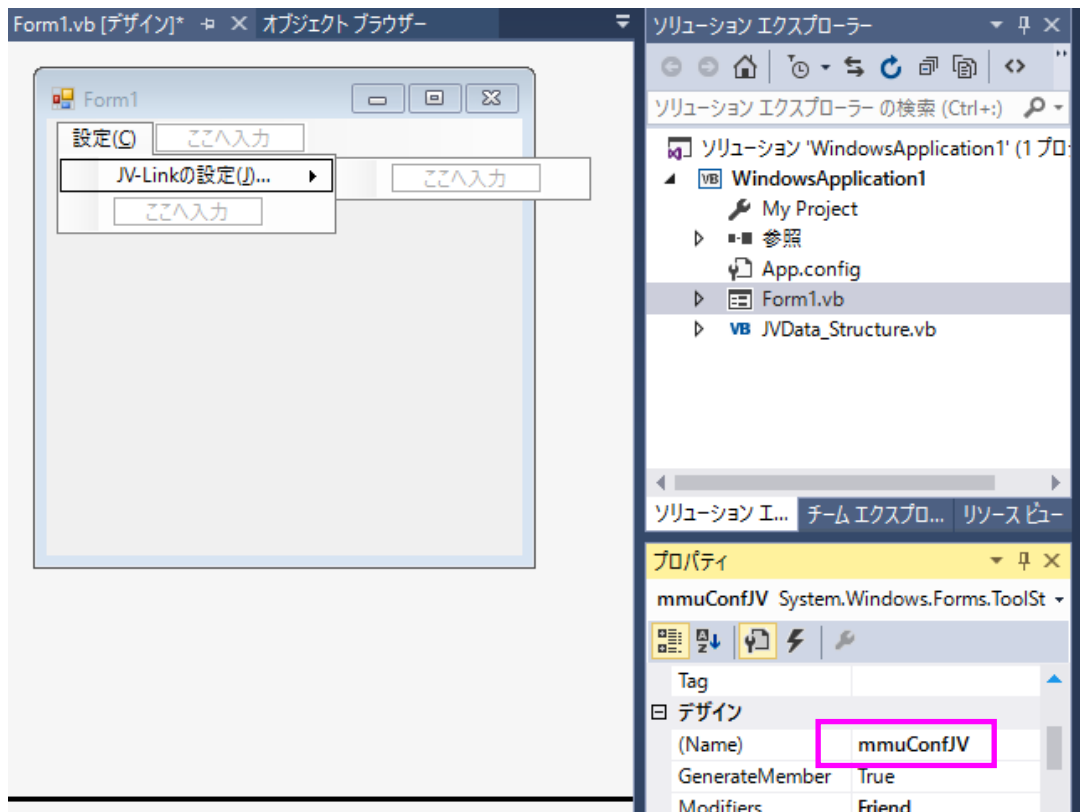 Form1.vb [デザイン]*
オブジェクト ブラウザー
Form1
設定(C)
ここへ入力
JV-Linkの設定(J)...
ここへ入力
ここへ入力
ソリューション エクスプローラー
ソリューション エクスプローラー の検索 (Ctrl+:)
ソリューション 'WindowsApplication1' (1 プロ
VB WindowsApplication1
My Project
参照
App.config
Form1.vb
VB JVData_Structure.vb
ソリューション エ...
チーム エクスプロ...
リソース ビュー
プロパティ
mmuConfJV System.Windows.Forms.ToolSt
Tag
デザイン
(Name) mmuConfJV
GenerateMember True
Modifiers Friend